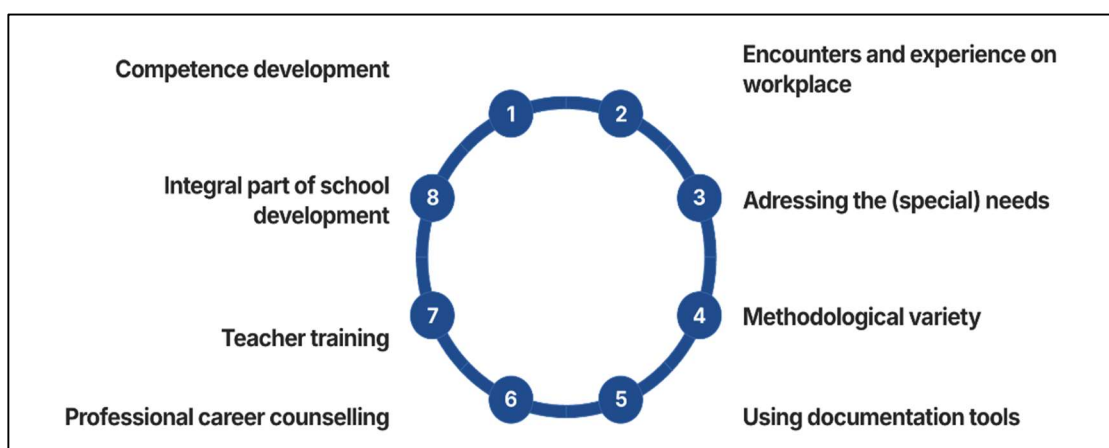 Competence development
1
2
Encounters and experience on
workplace
Integral part of school
development
8
3
Adressing the (special) needs
Teacher training
7
4
Methodological variety
Professional career counselling
6
5
Using documentation tools